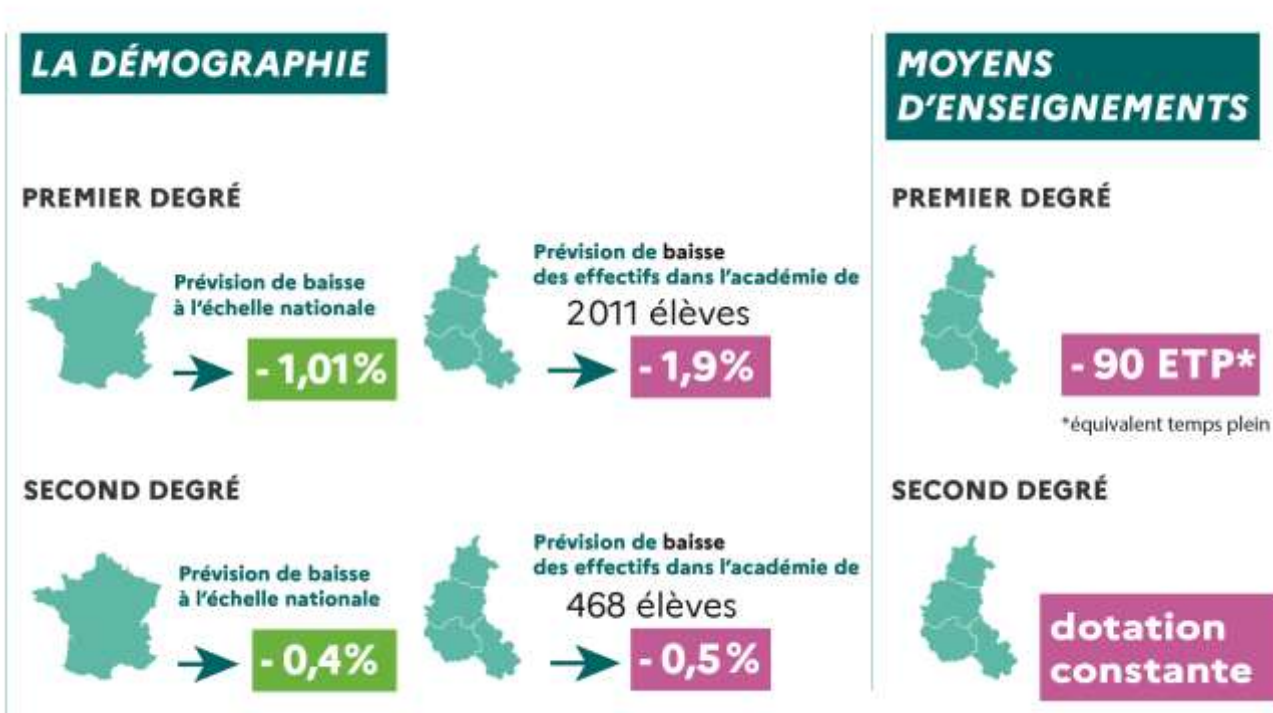 LA DÉMOGRAPHIE
PREMIER DEGRÉ
Prévision de baisse
à l'échelle nationale
- 1,01%
Prévision de baisse
des effectifs dans l'académie de
2011 élèves
- 1,9%
SECOND DEGRÉ
Prévision de baisse
à l'échelle nationale
- 0,4%
Prévision de baisse
des effectifs dans l'académie de
468 élèves
- 0,5%
MOYENS
D'ENSEIGNEMENTS
PREMIER DEGRÉ
- 90 ETP*
*équivalent temps plein
SECOND DEGRÉ
dotation
constante